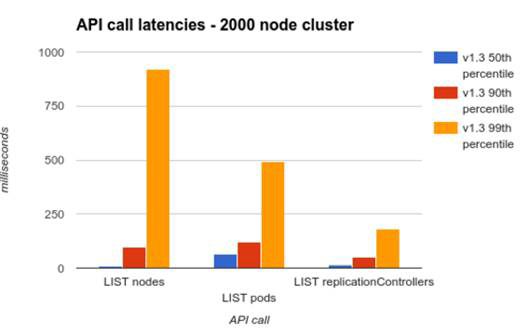 API call latencies - 2000 node cluster
1000
750
500
250
0
milliseconds
v1.3 50th
percentile
v1.3 90th
percentile
v1.3 99th
percentile
LIST nodes
LIST pods
LIST replicationControllers
API call